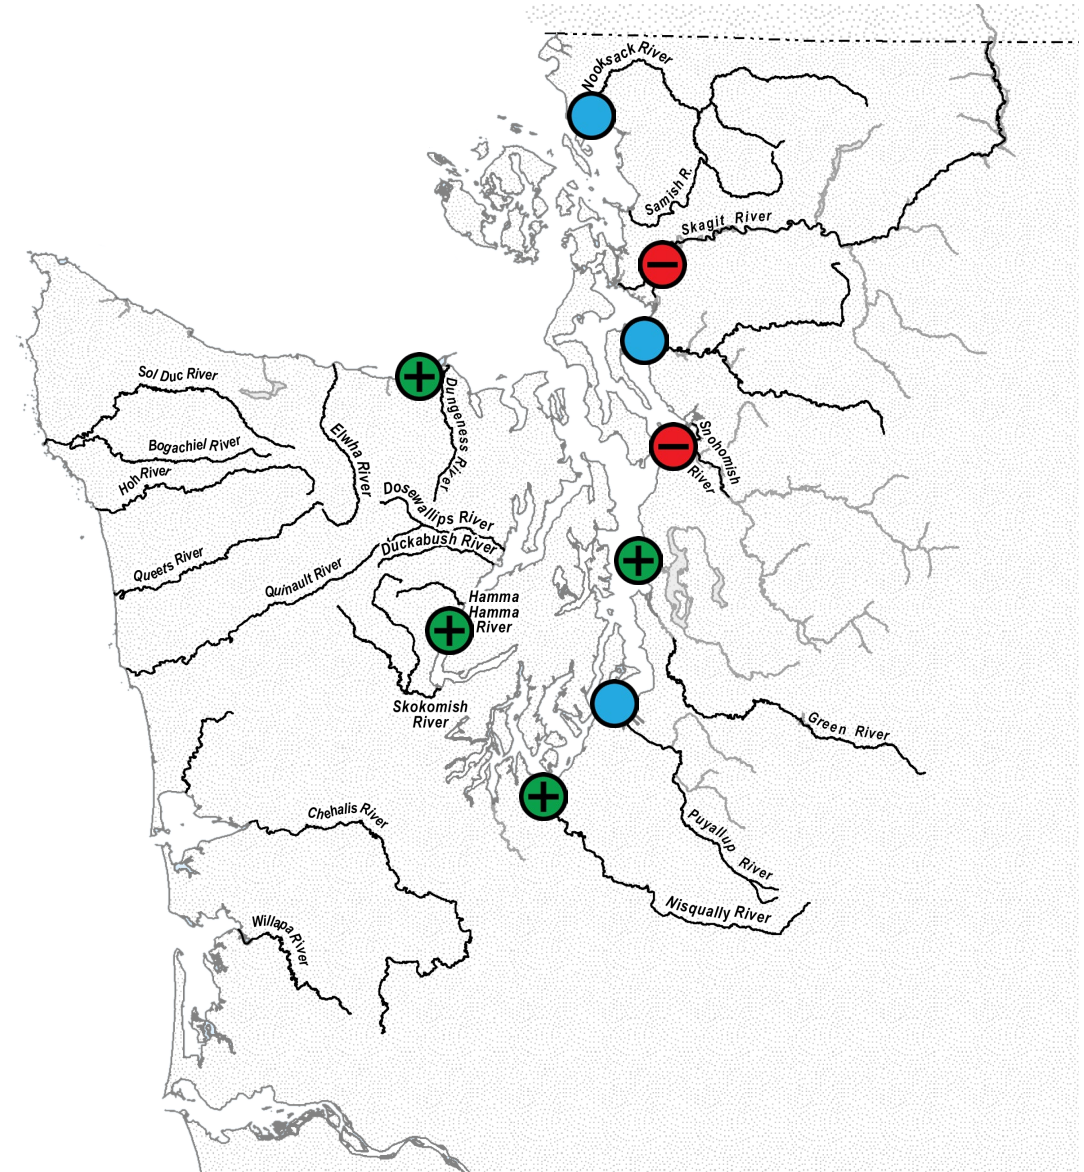 Nooksack River
Samish R.
Skagit River
Sol Duc River
Bogachiel River
Hoh River
Elwha River
Dungeness River
Snohomish
River
Dosewallips River
Duckabush River
Queets River
Quinault River
Hamma
Hamma
River
Skokomish
River
Green River
Chehalis River
Puyallup
River
Nisqually River
Willapa River